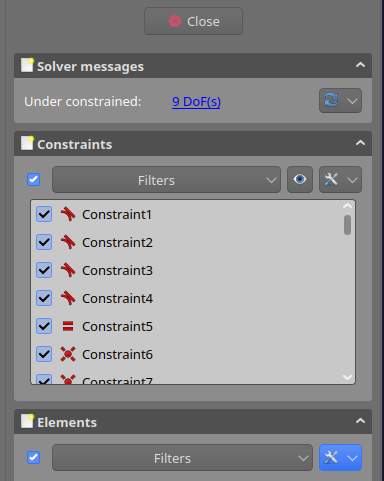 Close
Solver messages
Under constrained: 9 DoF(s)
Constraints
Filters
Constraint1
Constraint2
Constraint3
Constraint4
Constraint5
Constraint6
Constraint7
Elements
Filters